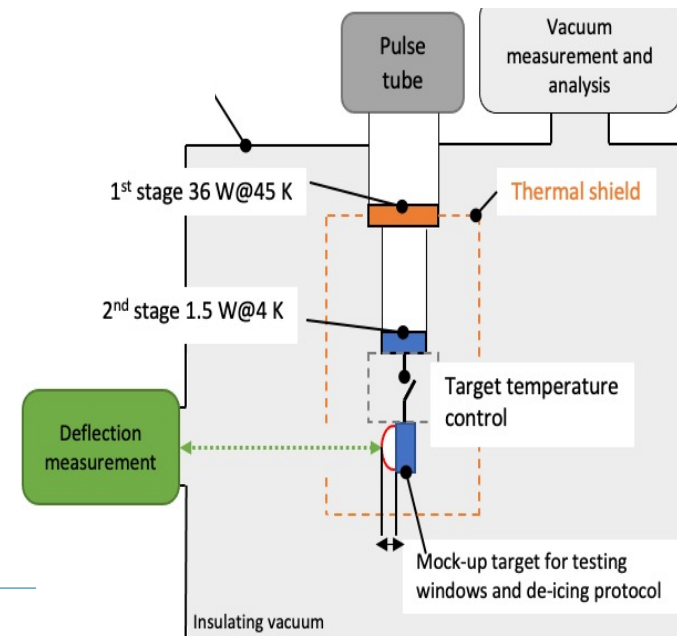 Pulse
tube
Vacuum
measurement and
analysis
1st stage 36 W@45 K
Thermal shield
2nd stage 1.5 W@4 K
Target temperature
control
Deflection
measurement
Mock-up target for testing
windows and de-icing protocol
Insulating vacuum